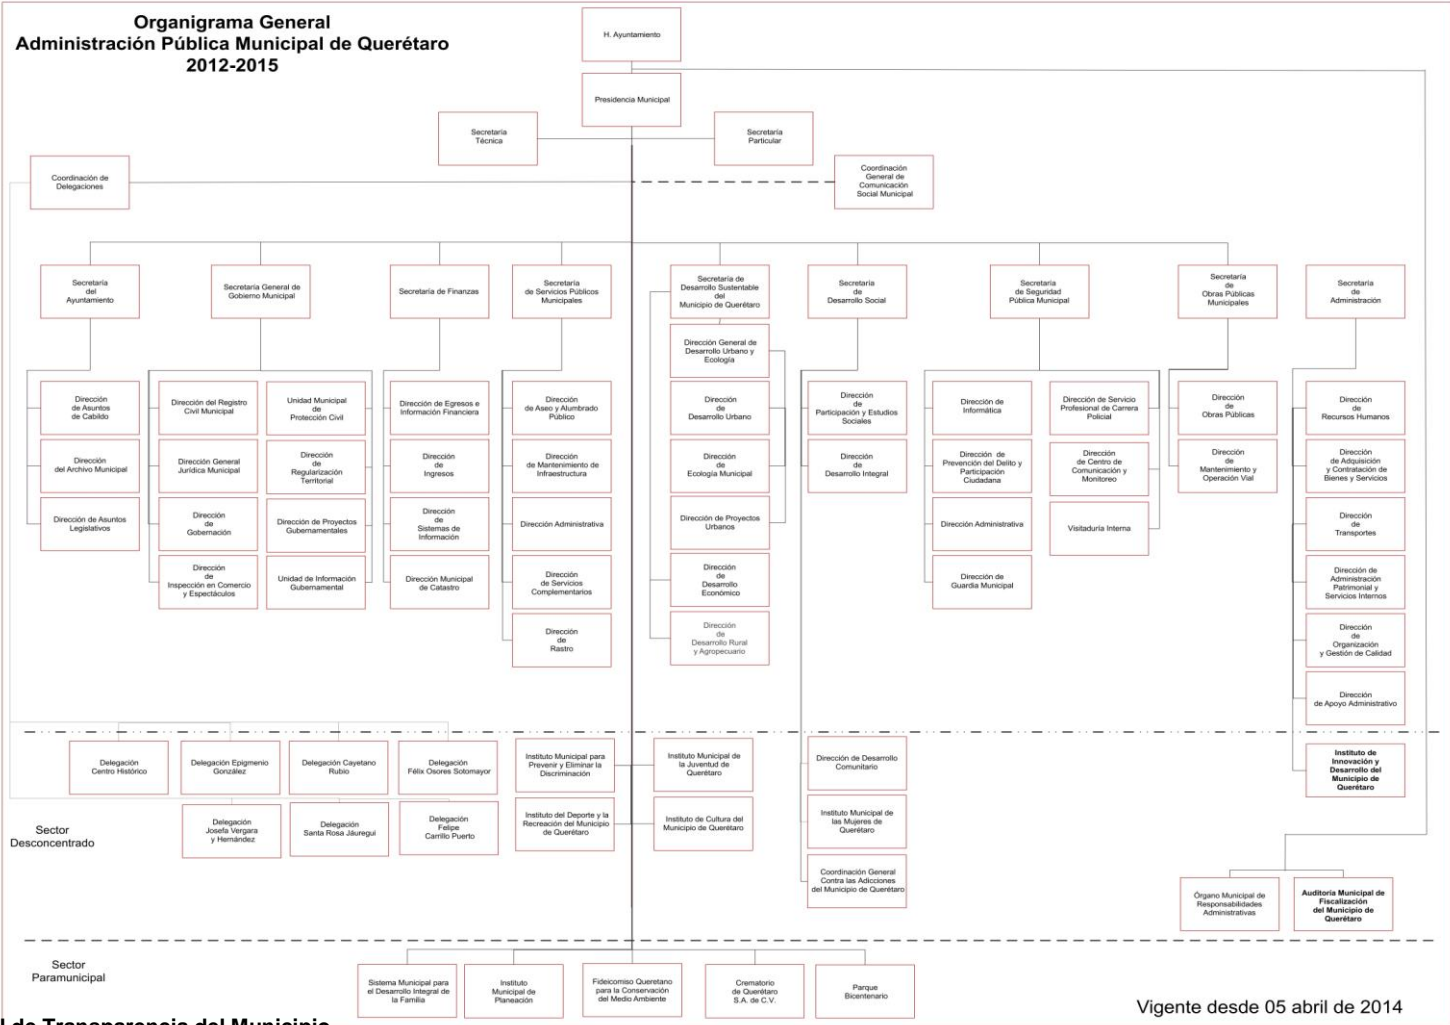 Organigrama General
Administración Pública Municipal de Querétaro
2012-2015
H. Ayuntamiento
Presidencia Municipal
Secretaría
Técnica
Secretaría
Particular
Coordinación de
Delegaciones
Coordinación
General de
Comunicación
Social Municipal
Secretaría
del
Ayuntamiento
Secretaría General de
Gobierno Municipal
Secretaría de Finanzas
Secretaría
de Servicios Públicos
Municipales
Secretaría de
Desarrollo Sustentable
del
Municipio de Querétaro
Secretaría
de
Desarrollo Social
Secretaría
de Seguridad
Pública Municipal
Secretaría
de
Obras Públicas
Municipales
Secretaría
de
Administración
Dirección General de
Desarrollo Urbano y
Ecología
Dirección
de Asuntos
de Cabildo
Dirección del Registro
Civil Municipal
Unidad Municipal
de
Protección Civil
Dirección de Egresos e
Información Financiera
Dirección
de Aseo y Alumbrado
Público
Dirección
de
Desarrollo Urbano
Dirección
de
Participación y Estudios
Sociales
Dirección de
Informática
Dirección de Servicio
Profesional de Carrera
Policial
Dirección
de
Obras Públicas
Dirección
de
Recursos Humanos
Dirección
del Archivo Municipal
Dirección General
Jurídica Municipal
Dirección
de
Regularización
Territorial
Dirección
de
Ingresos
Dirección
de Mantenimiento de
Infraestructura
Dirección
de
Ecología Municipal
Dirección
de
Desarrollo Integral
Dirección de
Prevención del Delito y
Participación
Ciudadana
Dirección
de Centro de
Comunicación y
Monitoreo
Dirección
de
Mantenimiento y
Operación Vial
Dirección
de Adquisición
y Contratación de
Bienes y Servicios
Dirección de Asuntos
Legislativos
Dirección
de
Gobernación
Dirección de Proyectos
Gubernamentales
Dirección
de
Sistemas de
Información
Dirección Administrativa
Dirección de Proyectos
Urbanos
Dirección Administrativa
Visitaduría Interna
Dirección
de
Transportes
Dirección
de
Inspección en Comercio
y Espectáculos
Unidad de Información
Gubernamental
Dirección Municipal
de Catastro
Dirección
de Servicios
Complementarios
Dirección
de
Desarrollo
Económico
Dirección de
Guardia Municipal
Dirección de
Administración
Patrimonial y
Servicios Internos
Dirección
de
Rastro
Dirección
de
Desarrollo Rural
y Agropecuario
Dirección
de
Organización
y Gestión de Calidad
Dirección
de Apoyo Administrativo
Delegación
Centro Histórico
Delegación Epigmenio
González
Delegación Cayetano
Rubio
Delegación
Félix Osores Sotomayor
Instituto Municipal para
Prevenir y Eliminar la
Discriminación
Instituto Municipal de
la Juventud de
Querétaro
Dirección de Desarrollo
Comunitario
Instituto de
Innovación y
Desarrollo del
Municipio de
Querétaro
Sector
Desconcentrado
Delegación
Josefa Vergara
y Hernández
Delegación
Santa Rosa Jáuregui
Delegación
Felipe
Carrillo Puerto
Instituto del Deporte y la
Recreación del Municipio
de Querétaro
Instituto de Cultura del
Municipio de Querétaro
Instituto Municipal de
las Mujeres de
Querétaro
Coordinación General
Contra las Adicciones
del Municipio de Querétaro
Órgano Municipal de
Responsabilidades
Administrativas
Auditoría Municipal de
Fiscalización
del Municipio de
Querétaro
Sector
Paramunicipal
Sistema Municipal para
el Desarrollo Integral de
la Familia
Instituto
Municipal de
Planeación
Fideicomiso Queretano
para la Conservación
del Medio Ambiente
Crematorio
de Querétaro
S.A. de C.V.
Parque
Bicentenario
Vigente desde 05 abril de 2014
de Transparencia del Municipio